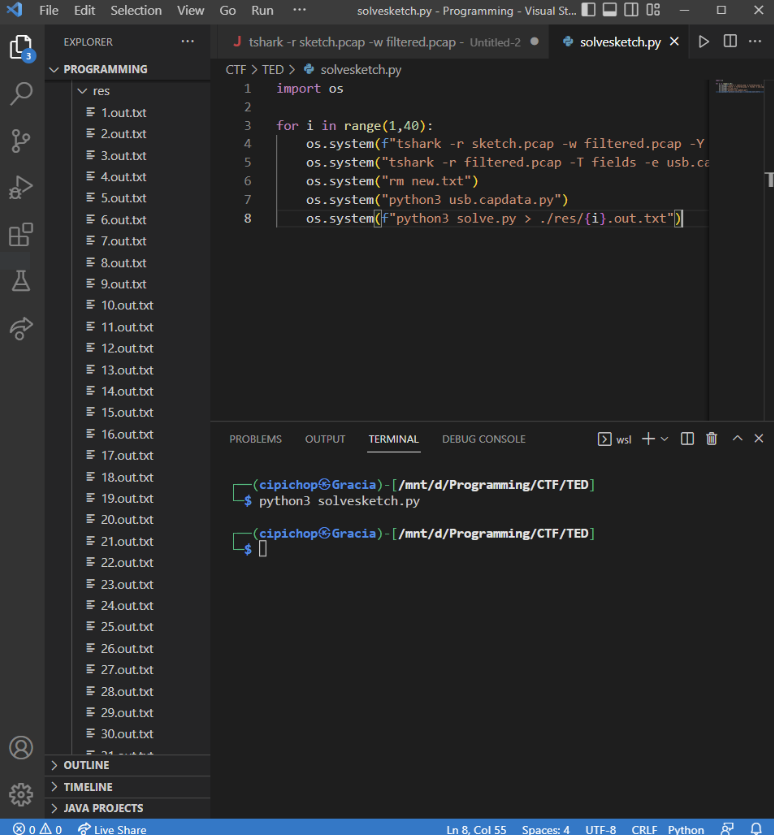 File Edit Selection View Go Run ··· solvesketch.py - Programming - Visual St...
EXPLORER ···
3
PROGRAMMING
res
1.out.txt
2.out.txt
3.out.txt
4.out.txt
5.out.txt
6.out.txt
7.out.txt
8.out.txt
9.out.txt
10.out.txt
11.out.txt
12.out.txt
13.out.txt
14.out.txt
15.out.txt
16.out.txt
17.out.txt
18.out.txt
19.out.txt
20.out.txt
21.out.txt
22.out.txt
23.out.txt
24.out.txt
25.out.txt
26.out.txt
27.out.txt
28.out.txt
29.out.txt
30.out.txt
OUTLINE
TIMELINE
JAVA PROJECTS
J tshark -r sketch.pcap -w filtered.pcap - Untitled-2 ● solvesketch.py ×
CTF > TED > solvesketch.py
1 import os
2
3 for i in range(1,40):
4 os.system(f"tshark -r sketch.pcap -w filtered.pcap -Y
5 os.system("tshark -r filtered.pcap -T fields -e usb.ca
6 os.system("rm new.txt")
7 os.system("python3 usb.capdata.py")
8 os.system(f"python3 solve.py > ./res/{i}.out.txt")
PROBLEMS OUTPUT TERMINAL DEBUG CONSOLE wsl
┌──(cipichop㉿Gracia)-[/mnt/d/Programming/CTF/TED]
└─$ python3 solvesketch.py
┌──(cipichop㉿Gracia)-[/mnt/d/Programming/CTF/TED]
└─$
0 0 Live Share Ln 8, Col 55 Spaces: 4 UTF-8 CRLF Python